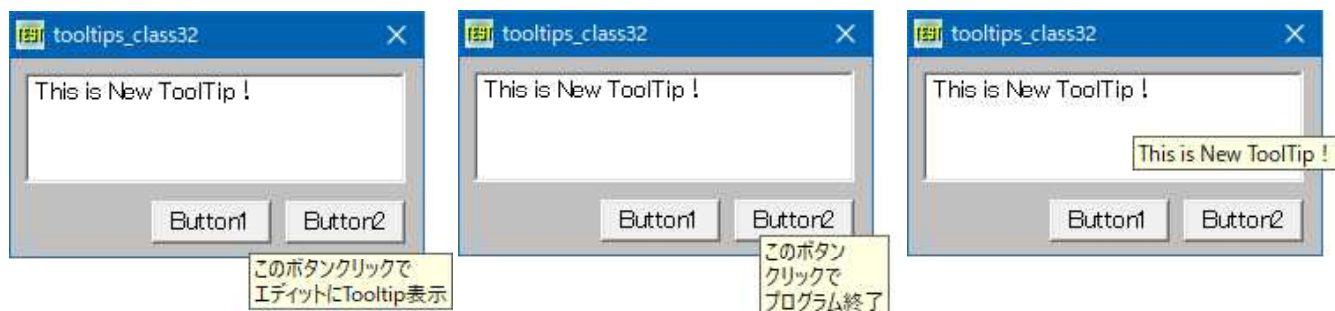 tooltips_class32
This is New ToolTip！
Button1 Button2
このボタンクリックで
エディットにTooltip表示
tooltips_class32
This is New ToolTip！
Button1 Button2
このボタン
クリックで
プログラム終了
tooltips_class32
This is New ToolTip！
This is New ToolTip！
Button1 Button2